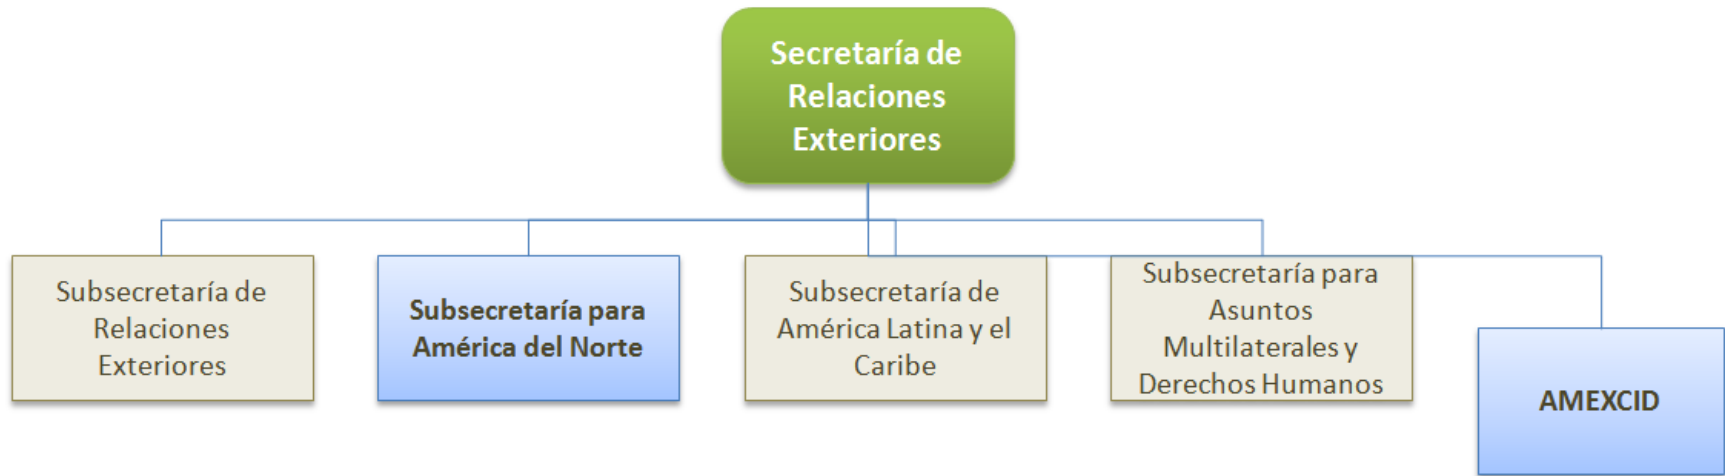 Secretaría de
Relaciones
Exteriores
Subsecretaría de
Relaciones
Exteriores
Subsecretaría para
América del Norte
Subsecretaría de
América Latina y el
Caribe
Subsecretaría para
Asuntos
Multilaterales y
Derechos Humanos
AMEXCID